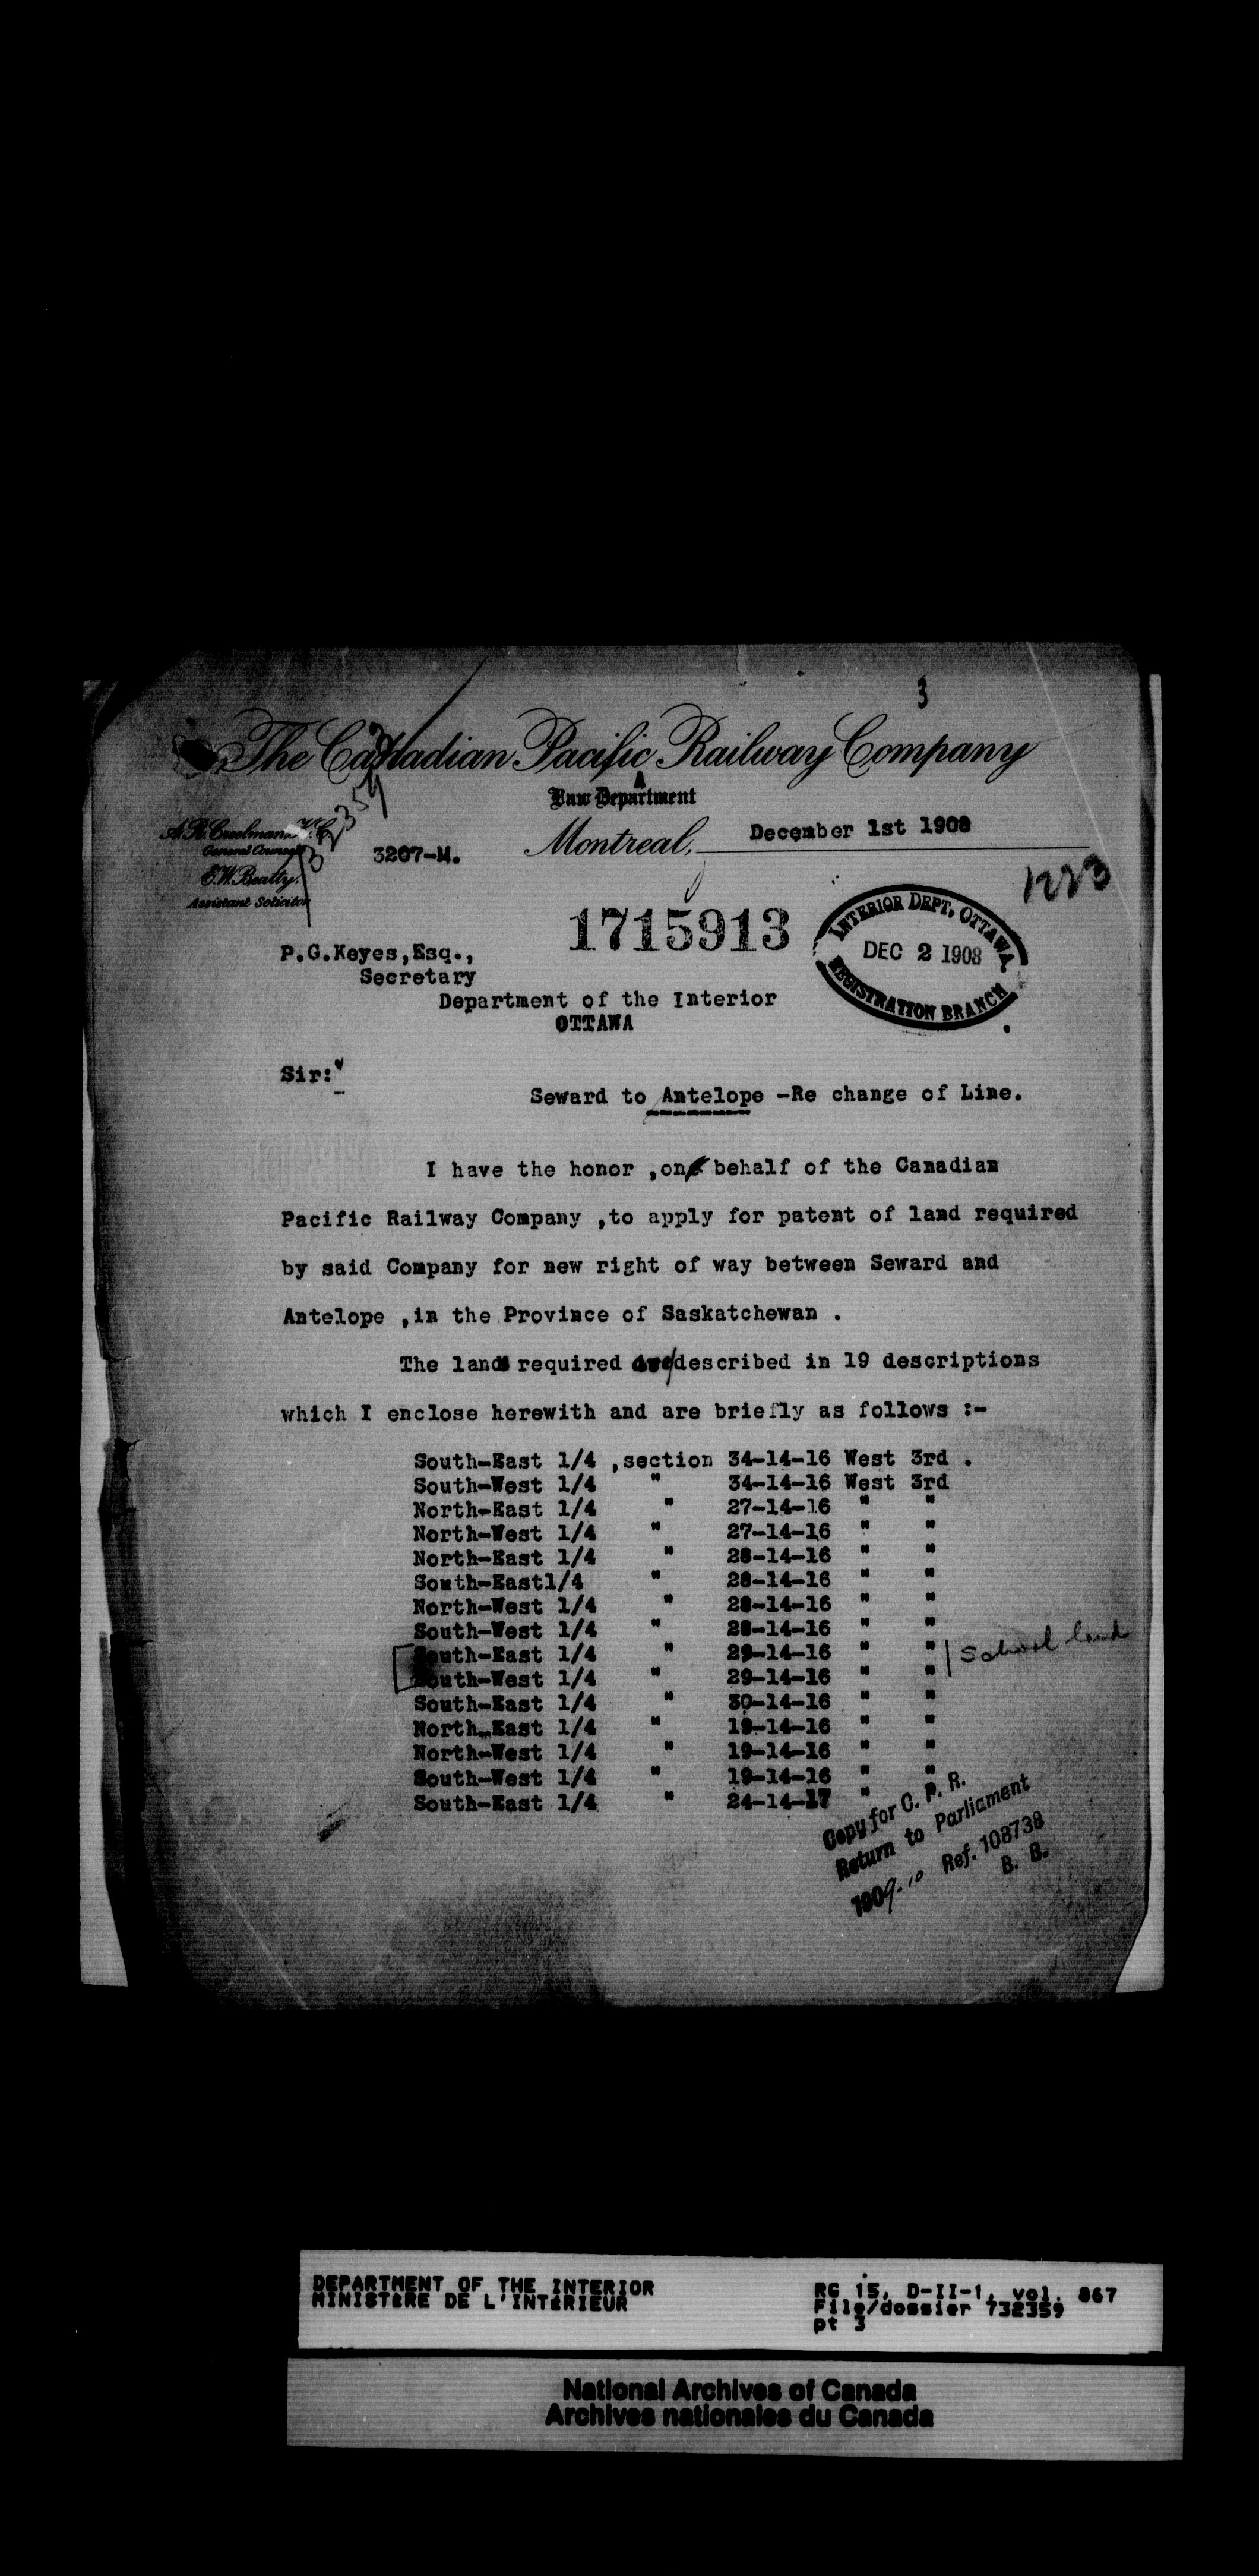 3
The Canadian Pacific Railway Company
Law Department
A.R. Creelman, K.C.
General Counsel
E.W. Beatty,
Assistant Solicitor
732359
3207-M.
Montreal, December 1st 1908
1223
1715913
INTERIOR DEPT, OTTAWA
DEC 2 1908
REGISTRATION BRANCH
P.G.Keyes,Esq.,
Secretary
Department of the Interior
OTTAWA
Sir:
Seward to Antelope -Re change of Line.
I have the honor ,on behalf of the Canadian
Pacific Railway Company ,to apply for patent of land required
by said Company for new right of way between Seward and
Antelope ,in the Province of Saskatchewan .
The lands required are described in 19 descriptions
which I enclose herewith and are briefly as follows :-
South-East 1/4 ,section 34-14-16 West 3rd .
South-West 1/4 " 34-14-16 West 3rd
North-East 1/4 " 27-14-16 " "
North-West 1/4 " 27-14-16 " "
North-East 1/4 " 28-14-16 " "
South-East1/4 " 28-14-16 " "
North-West 1/4 " 28-14-16 " "
South-West 1/4 " 28-14-16 " "
South-East 1/4 " 29-14-16 " " School land
South-West 1/4 " 29-14-16 " "
South-East 1/4 " 30-14-16 " "
North-East 1/4 " 19-14-16 " "
North-West 1/4 " 19-14-16 " "
South-West 1/4 " 19-14-16 " "
South-East 1/4 " 24-14-17 "
Copy for C. P. R.
Return to Parliament
1909-10 Ref. 108738
B. B.
DEPARTMENT OF THE INTERIOR
MINISTÈRE DE L'INTÉRIEUR
RG 15, D-II-1, vol. 867
File/dossier 732359
pt 3
National Archives of Canada
Archives nationales du Canada